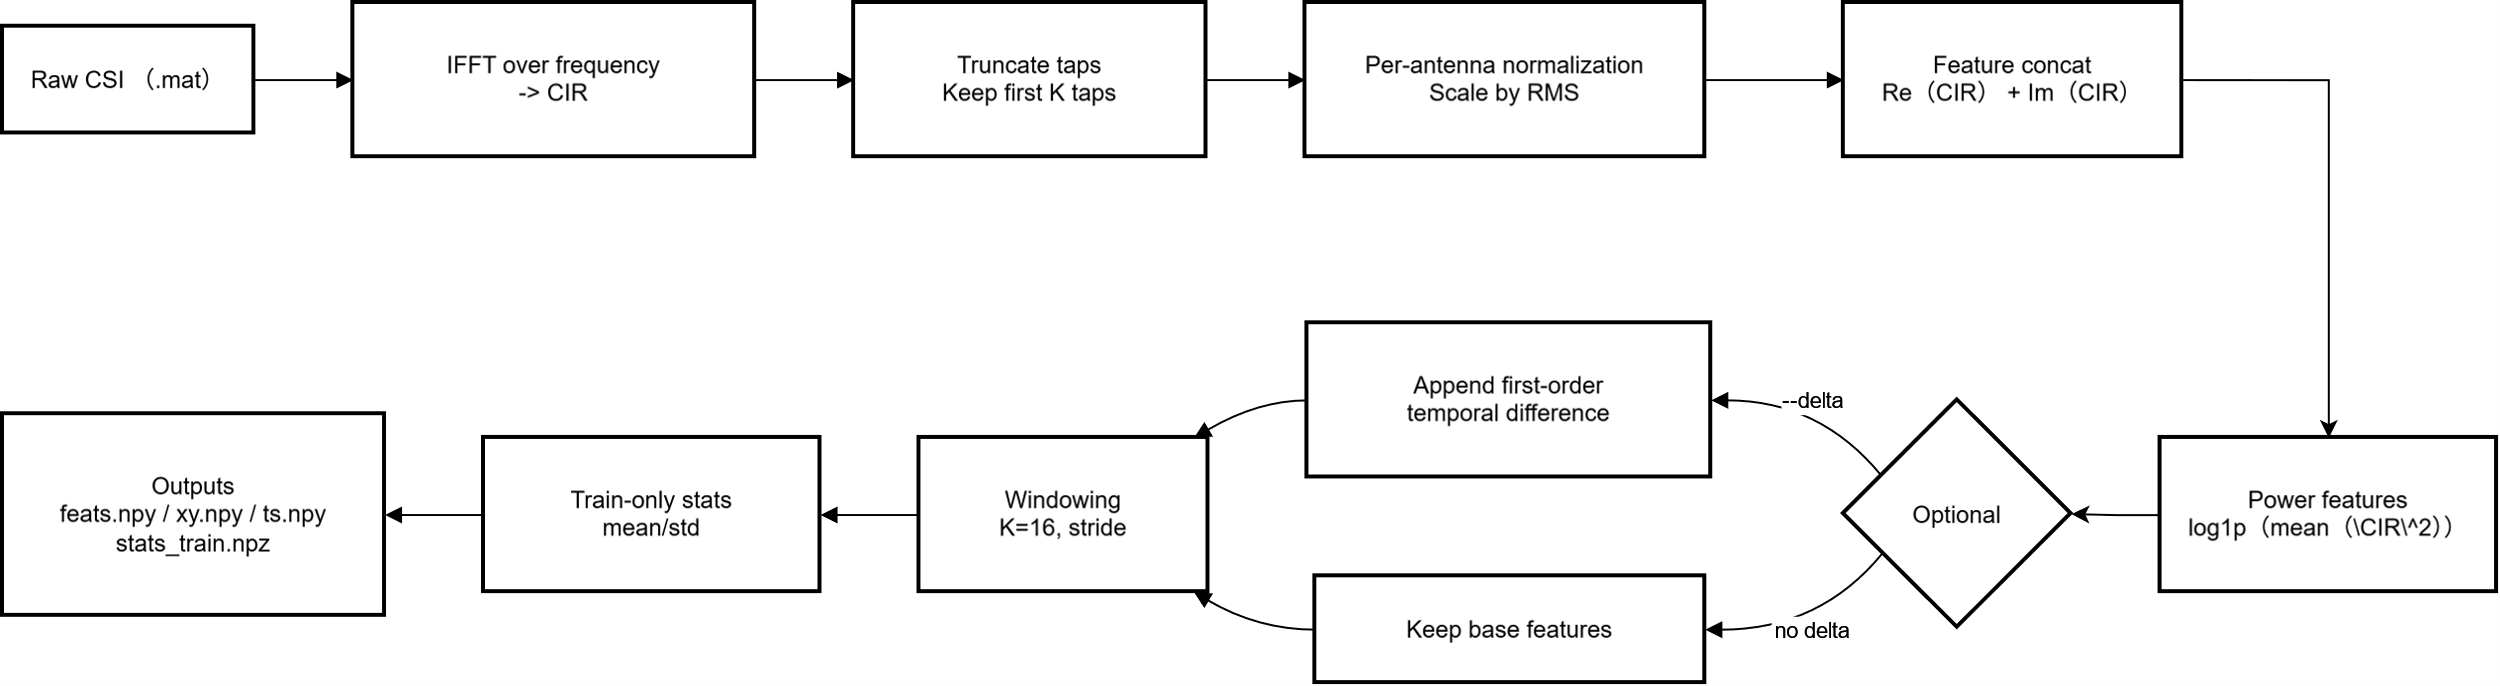 Raw CSI （.mat）
IFFT over frequency
-> CIR
Truncate taps
Keep first K taps
Per-antenna normalization
Scale by RMS
Feature concat
Re（CIR） + Im（CIR）
Power features
log1p（mean（\CIR\^2））
Optional
--delta
no delta
Append first-order
temporal difference
Keep base features
Windowing
K=16, stride
Train-only stats
mean/std
Outputs
feats.npy / xy.npy / ts.npy
stats_train.npz